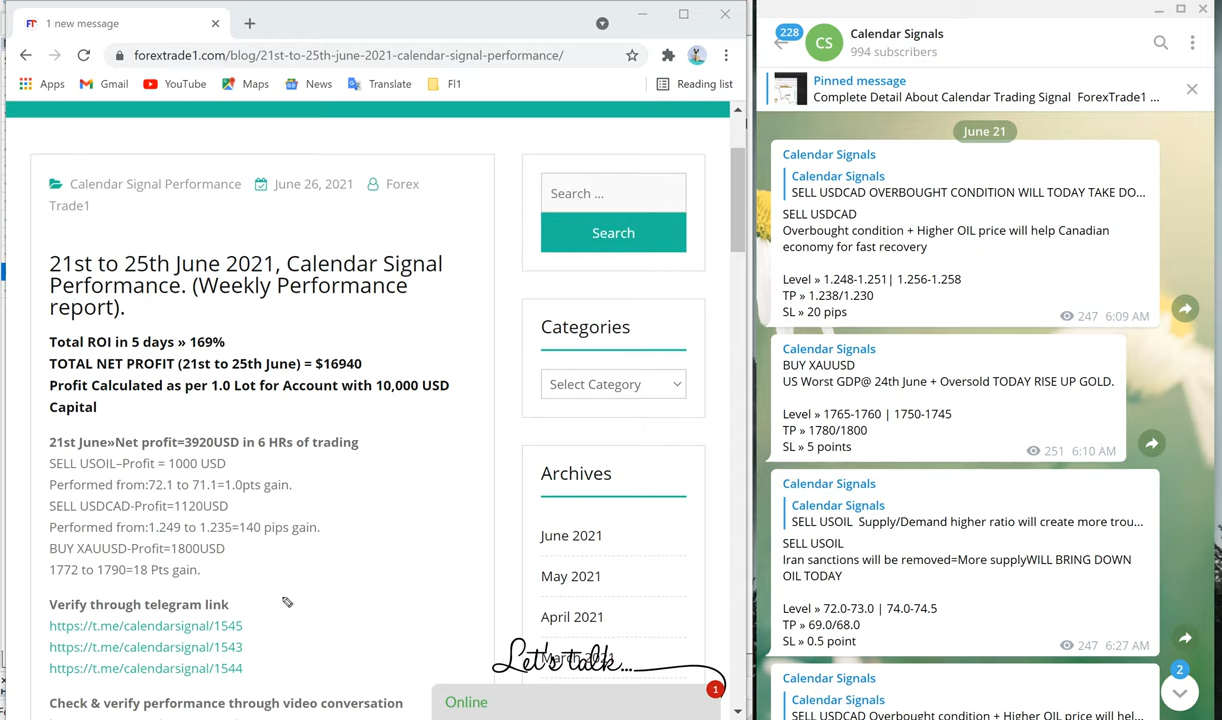 1 new message
forextrade1.com/blog/21st-to-25th-june-2021-calendar-signal-performance/
Apps
Gmail
YouTube
Maps
News
Translate
Fl1
Reading list
Calendar Signal Performance
June 26, 2021
Forex
Trade1
21st to 25th June 2021, Calendar Signal
Performance. (Weekly Performance
report).
Total ROI in 5 days » 169%
TOTAL NET PROFIT (21st to 25th June) = $16940
Profit Calculated as per 1.0 Lot for Account with 10,000 USD
Capital
21st June»Net profit=3920USD in 6 HRs of trading
SELL USOIL–Profit = 1000 USD
Performed from:72.1 to 71.1=1.0pts gain.
SELL USDCAD-Profit=1120USD
Performed from:1.249 to 1.235=140 pips gain.
BUY XAUUSD-Profit=1800USD
1772 to 1790=18 Pts gain.
Verify through telegram link
https://t.me/calendarsignal/1545
https://t.me/calendarsignal/1543
https://t.me/calendarsignal/1544
Check & verify performance through video conversation
Search ...
Search
Categories
Select Category
Archives
June 2021
May 2021
April 2021
March 2021
Let's talk...
Online
1
228
CS
Calendar Signals
994 subscribers
Pinned message
Complete Detail About Calendar Trading Signal ForexTrade1 ...
June 21
Calendar Signals
Calendar Signals
SELL USDCAD OVERBOUGHT CONDITION WILL TODAY TAKE DO...
SELL USDCAD
Overbought condition + Higher OIL price will help Canadian
economy for fast recovery
Level » 1.248-1.251| 1.256-1.258
TP » 1.238/1.230
SL » 20 pips
247 6:09 AM
Calendar Signals
BUY XAUUSD
US Worst GDP@ 24th June + Oversold TODAY RISE UP GOLD.
Level » 1765-1760 | 1750-1745
TP » 1780/1800
SL » 5 points
251 6:10 AM
Calendar Signals
Calendar Signals
SELL USOIL Supply/Demand higher ratio will create more trou...
SELL USOIL
Iran sanctions will be removed=More supplyWILL BRING DOWN
OIL TODAY
Level » 72.0-73.0 | 74.0-74.5
TP » 69.0/68.0
SL » 0.5 point
247 6:27 AM
2
Calendar Signals
Calendar Signals
SELL USDCAD Overbought condition + Higher OIL price will hel...